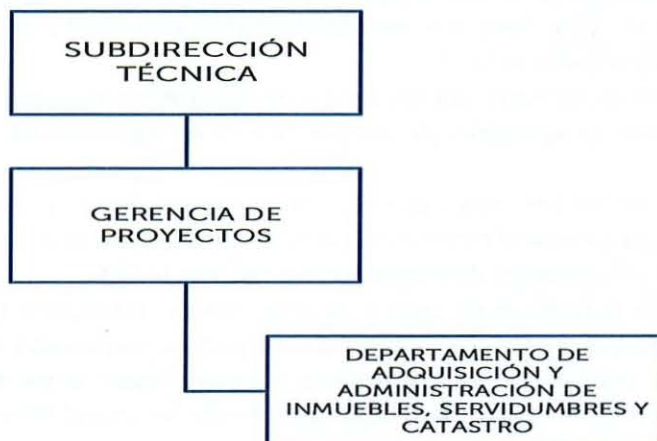 SUBDIRECCIÓN
TÉCNICA
GERENCIA DE
PROYECTOS
DEPARTAMENTO DE
ADQUISICIÓN Y
ADMINISTRACIÓN DE
INMUEBLES, SERVIDUMBRES Y
CATASTRO